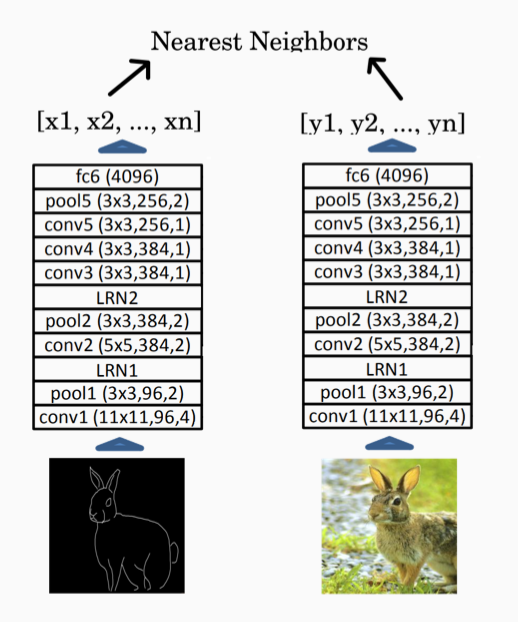 Nearest Neighbors
[x1, x2, ..., xn]
[y1, y2, ..., yn]
fc6 (4096)
pool5 (3x3,256,2)
conv5 (3x3,256,1)
conv4 (3x3,384,1)
conv3 (3x3,384,1)
LRN2
pool2 (3x3,384,2)
conv2 (5x5,384,2)
LRN1
pool1 (3x3,96,2)
conv1 (11x11,96,4)
fc6 (4096)
pool5 (3x3,256,2)
conv5 (3x3,256,1)
conv4 (3x3,384,1)
conv3 (3x3,384,1)
LRN2
pool2 (3x3,384,2)
conv2 (5x5,384,2)
LRN1
pool1 (3x3,96,2)
conv1 (11x11,96,4)